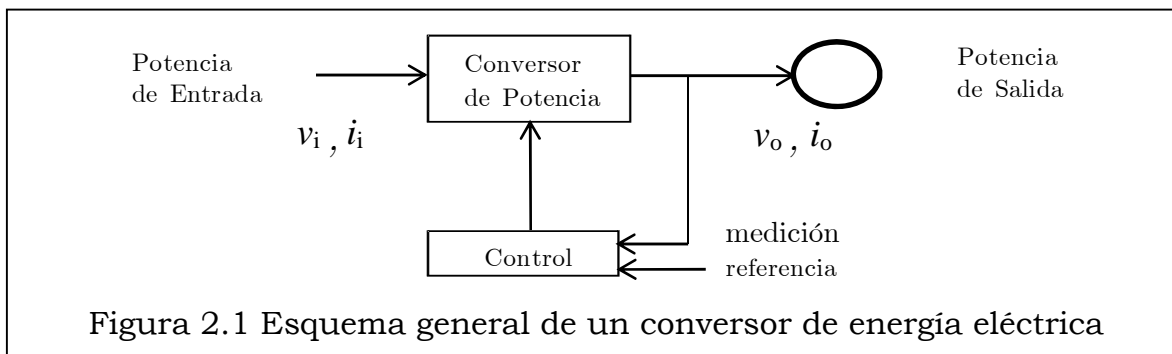 Potencia
de Entrada
Conversor
de Potencia
Potencia
de Salida
vi , ii
vo , io
Control
medición
referencia
Figura 2.1 Esquema general de un conversor de energía eléctrica